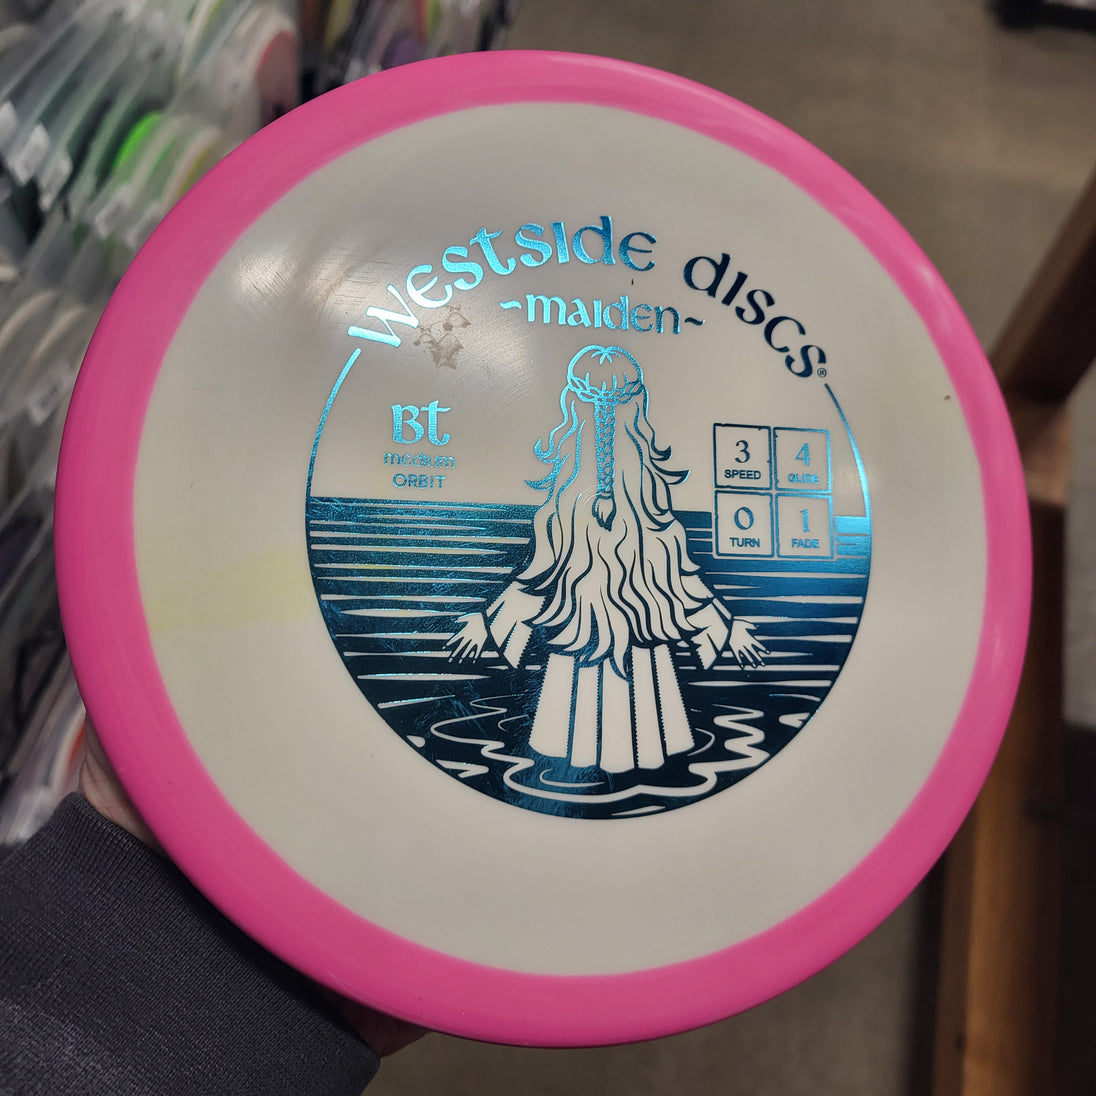 westside discs®
~maiden~
BT
medium
ORBIT
3 SPEED
4 GLIDE
0 TURN
1 FADE